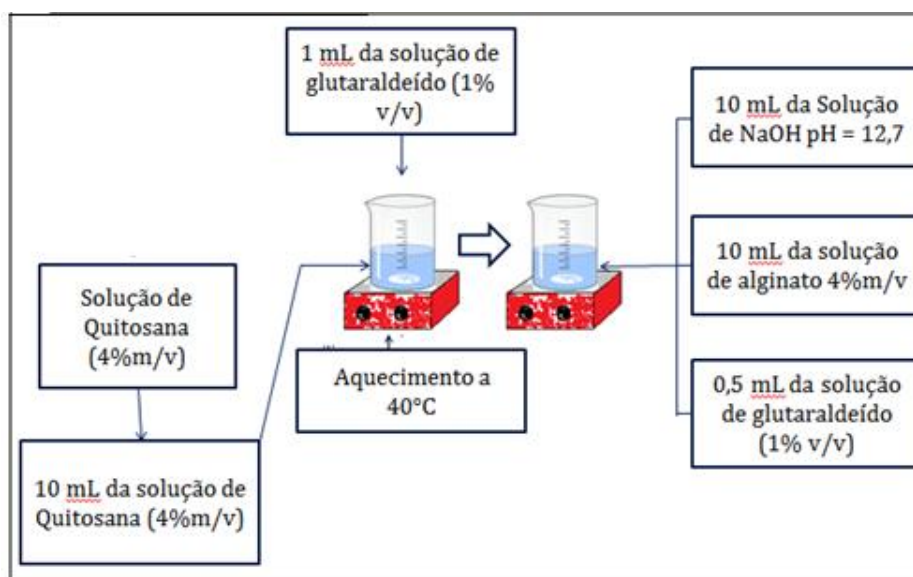 1 mL da solução de
glutaraldeído (1%
v/v)
10 mL da Solução
de NaOH pH = 12,7
10 mL da solução
de alginato 4%m/v
0,5 mL da solução
de glutaraldeído
(1% v/v)
Solução de
Quitosana
(4%m/v)
Aquecimento a
40°C
10 mL da solução de
Quitosana (4%m/v)